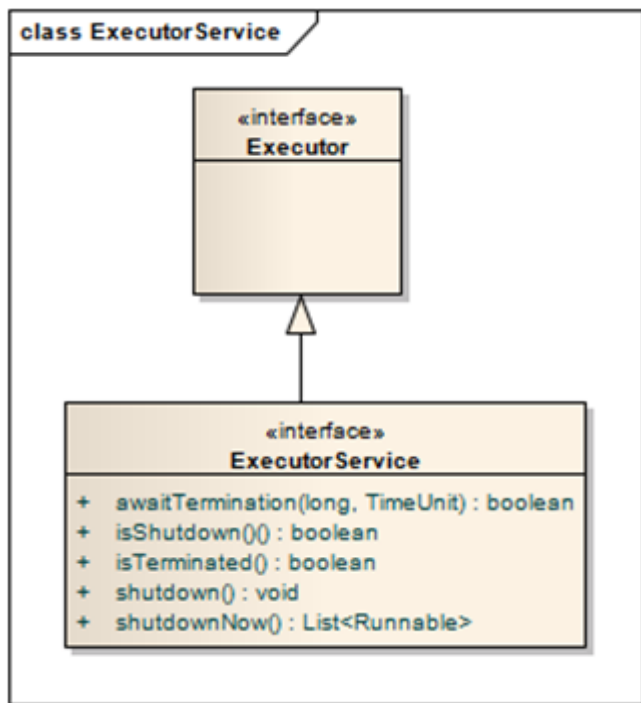 class ExecutorService
«interface»
Executor
«interface»
ExecutorService
+ awaitTermination(long, TimeUnit) : boolean
+ isShutdown()() : boolean
+ isTerminated() : boolean
+ shutdown() : void
+ shutdownNow() : List<Runnable>